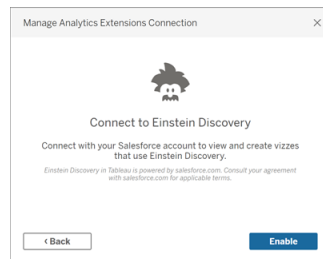 Manage Analytics Extensions Connection
Connect to Einstein Discovery
Connect with your Salesforce account to view and create vizzes
that use Einstein Discovery.
Einstein Discovery in Tableau is powered by salesforce.com. Consult your agreement
with salesforce.com for applicable terms.
‹ Back
Enable